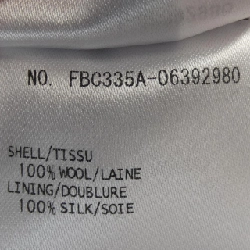 NO. FBC335A-06392980
SHELL/TISSU
100% WOOL/LAINE
LINING/DOUBLURE
100% SILK/SOIE